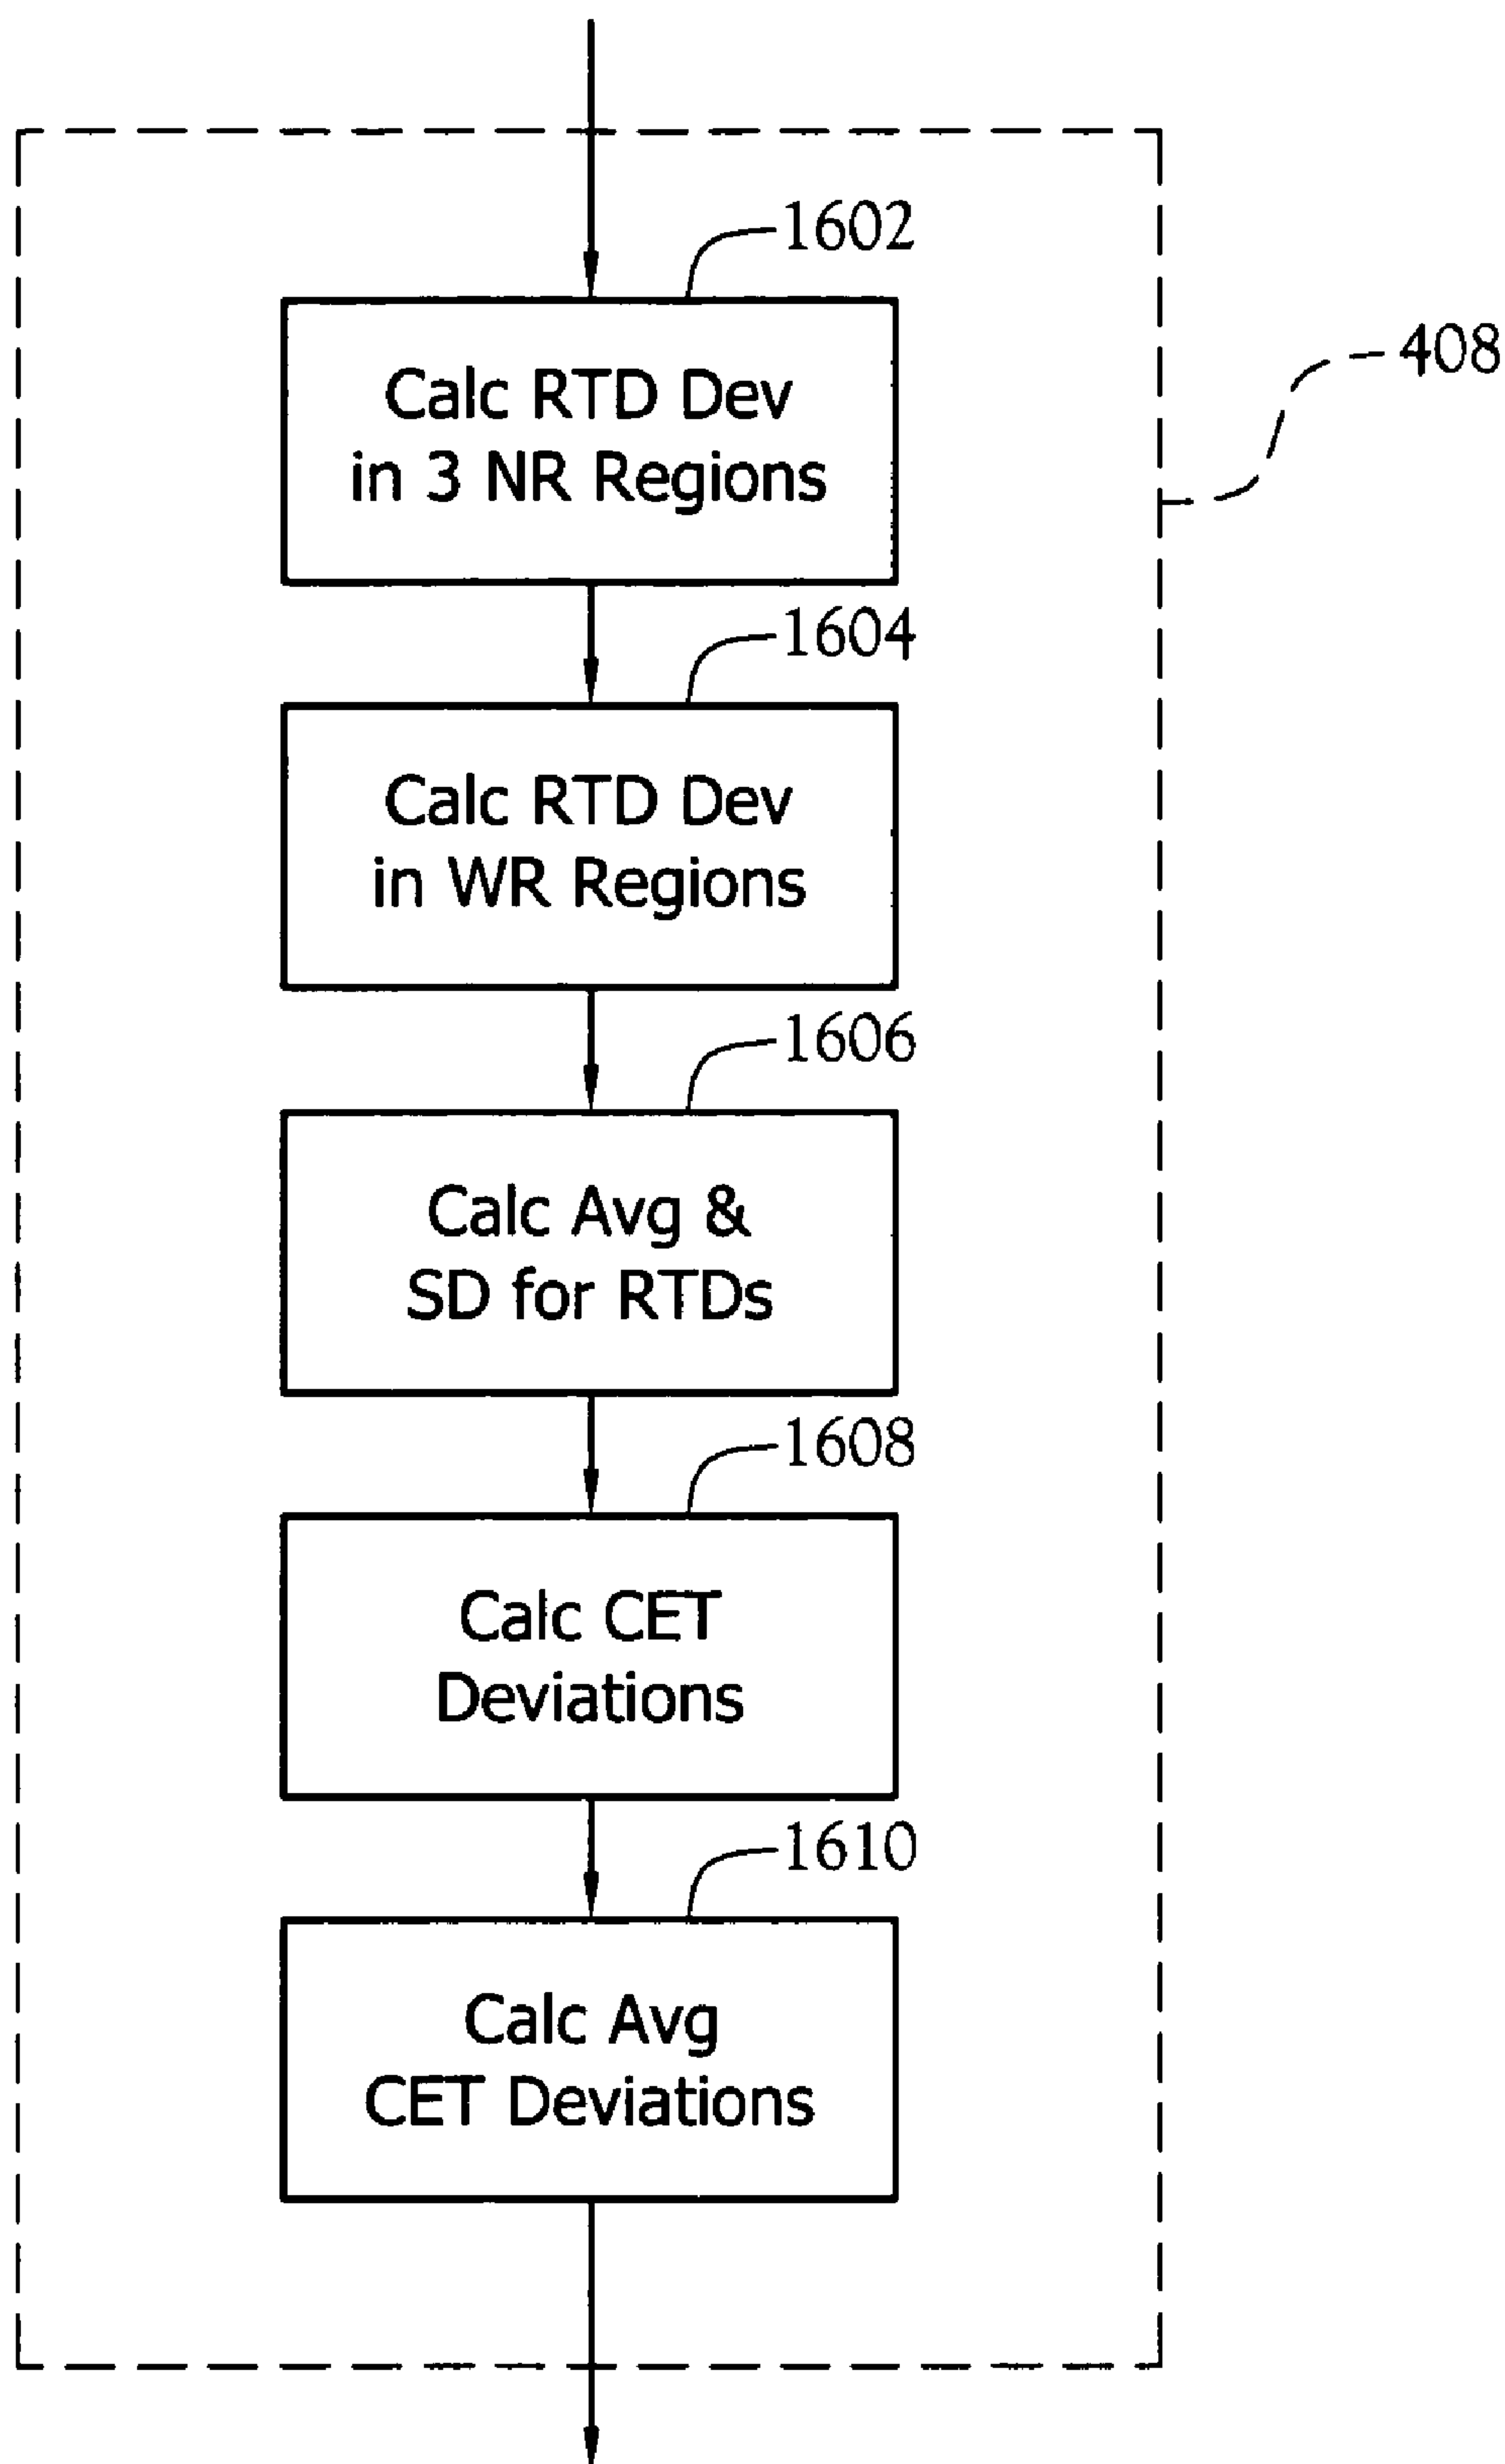 1602
Calc RTD Dev
in 3 NR Regions
408
1604
Calc RTD Dev
in WR Regions
1606
Calc Avg &
SD for RTDs
1608
Calc CET
Deviations
1610
Calc Avg
CET Deviations